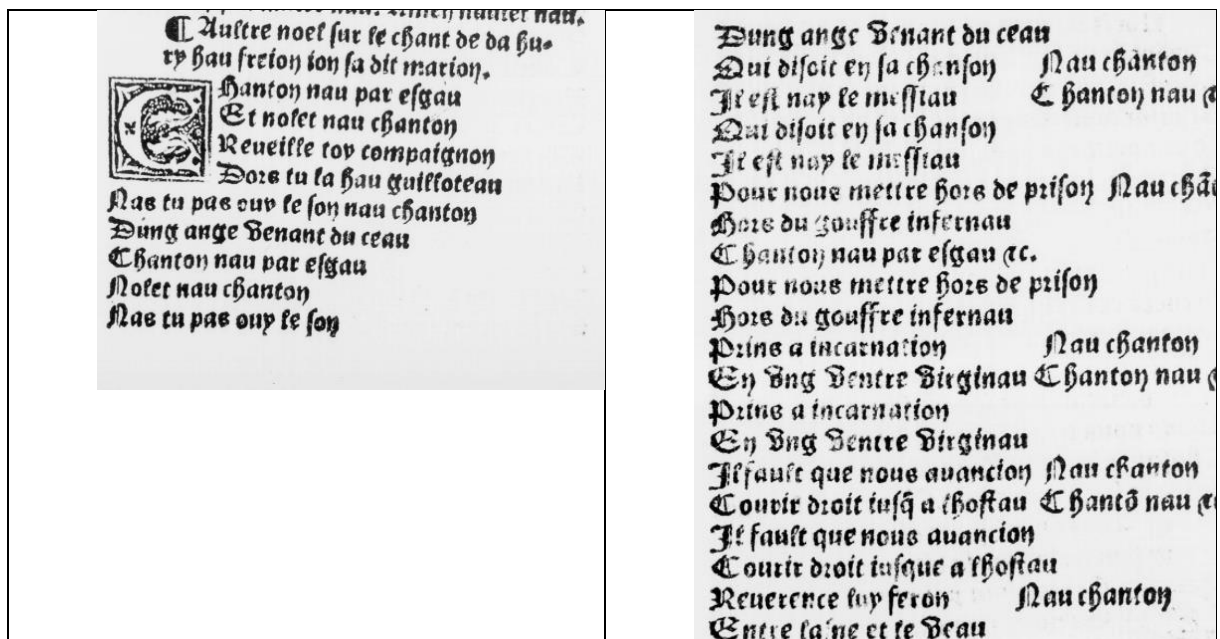 ¶ Aultre noel sur le chant de da hu-
ry hau freion ion sa dit marion.
Chanton nau par esgau
Et nolet nau chanton
Reueille toy compaignon
Dors tu la hau guilloteau
Nas tu pas ouy le son nau chanton
Dung ange venant du ceau
Chanton nau par esgau
Nolet nau chanton
Nas tu pas ouy le son
Dung ange venant du ceau
Qui disoit en sa chanson Nau chanton
Il est nay le messiau Chanton nau
Qui disoit en sa chanson
Il est nay le messiau
Pour nous mettre hors de prison Nau chã
Hors du gouffre infernau
Chanton nau par esgau ⁊c.
Pour nous mettre hors de prison
Hors du gouffre infernau
Prins a incarnation Nau chanton
En vng ventre virginau Chanton nau
Prins a incarnation
En vng ventre virginau
Il fault que nous auancion Nau chanton
Courir droit iusq̃ a lhostau Chantõ nau
Il fault que nous auancion
Courir droit iusque a lhostau
Reuerence luy feron Nau chanton
Entre lasne et le veau